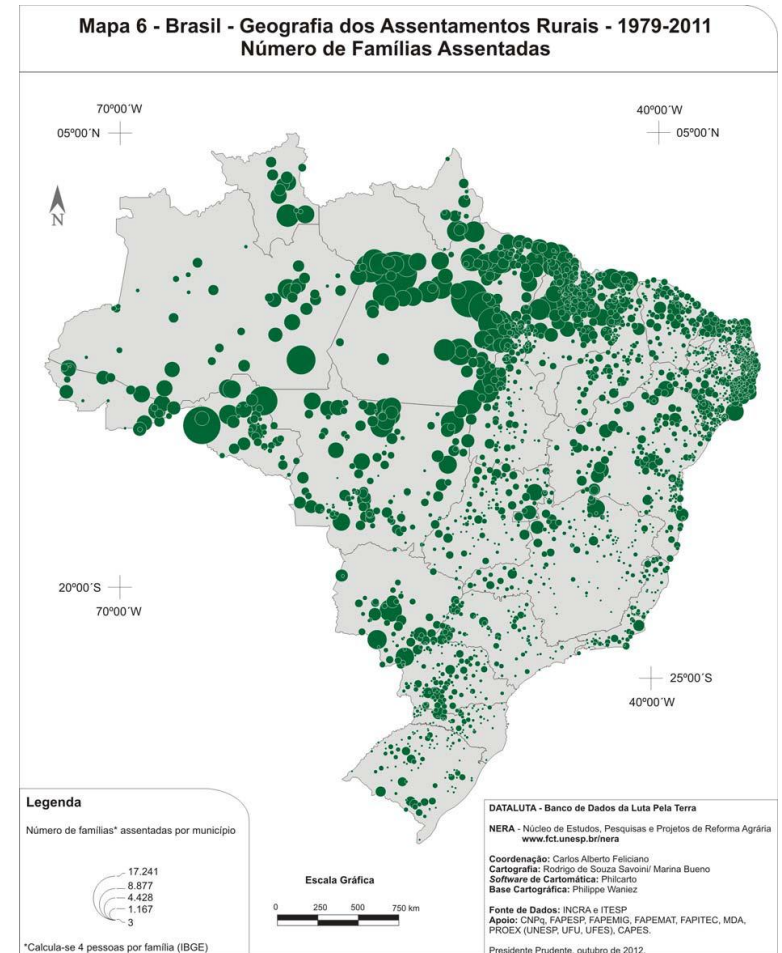 Mapa 6 - Brasil - Geografia dos Assentamentos Rurais - 1979-2011
Número de Famílias Assentadas
70º00´W
05º00´N
40º00´W
05º00´N
N
20º00´S
70º00´W
25º00´S
40º00´W
Legenda
Número de famílias* assentadas por município
17.241
8.877
4.428
1.167
3
*Calcula-se 4 pessoas por família (IBGE)
Escala Gráfica
0 250 500 750 km
DATALUTA - Banco de Dados da Luta Pela Terra
NERA - Núcleo de Estudos, Pesquisas e Projetos de Reforma Agrária
www.fct.unesp.br/nera
Coordenação: Carlos Alberto Feliciano
Cartografia: Rodrigo de Souza Savoini/ Marina Bueno
Software de Cartomática: Philcarto
Base Cartográfica: Philippe Waniez
Fonte de Dados: INCRA e ITESP
Apoio: CNPq, FAPESP, FAPEMIG, FAPEMAT, FAPITEC, MDA,
PROEX (UNESP, UFU, UFES), CAPES.
Presidente Prudente, outubro de 2012.